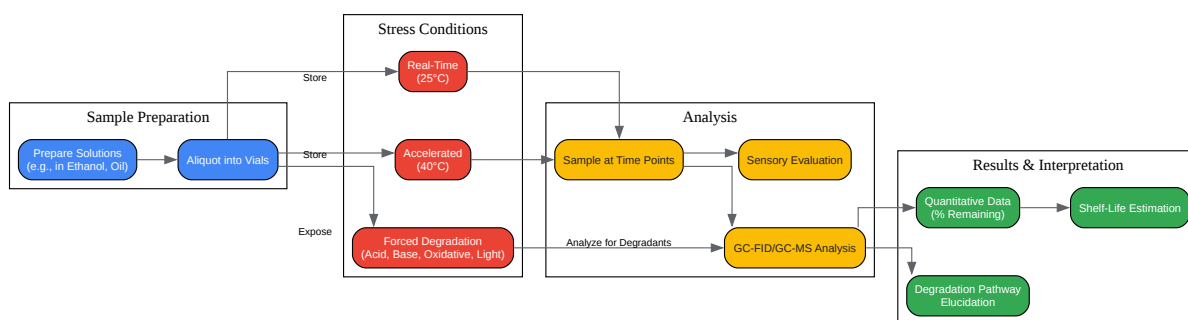 Stress Conditions
Real-Time
(25°C)
Store
Sample Preparation
Analysis
Prepare Solutions
(e.g., in Ethanol, Oil)
Aliquot into Vials
Store
Accelerated
(40°C)
Sample at Time Points
Sensory Evaluation
Results & Interpretation
Expose
Forced Degradation
(Acid, Base, Oxidative, Light)
Analyze for Degradants
GC-FID/GC-MS Analysis
Quantitative Data
(% Remaining)
Shelf-Life Estimation
Degradation Pathway
Elucidation